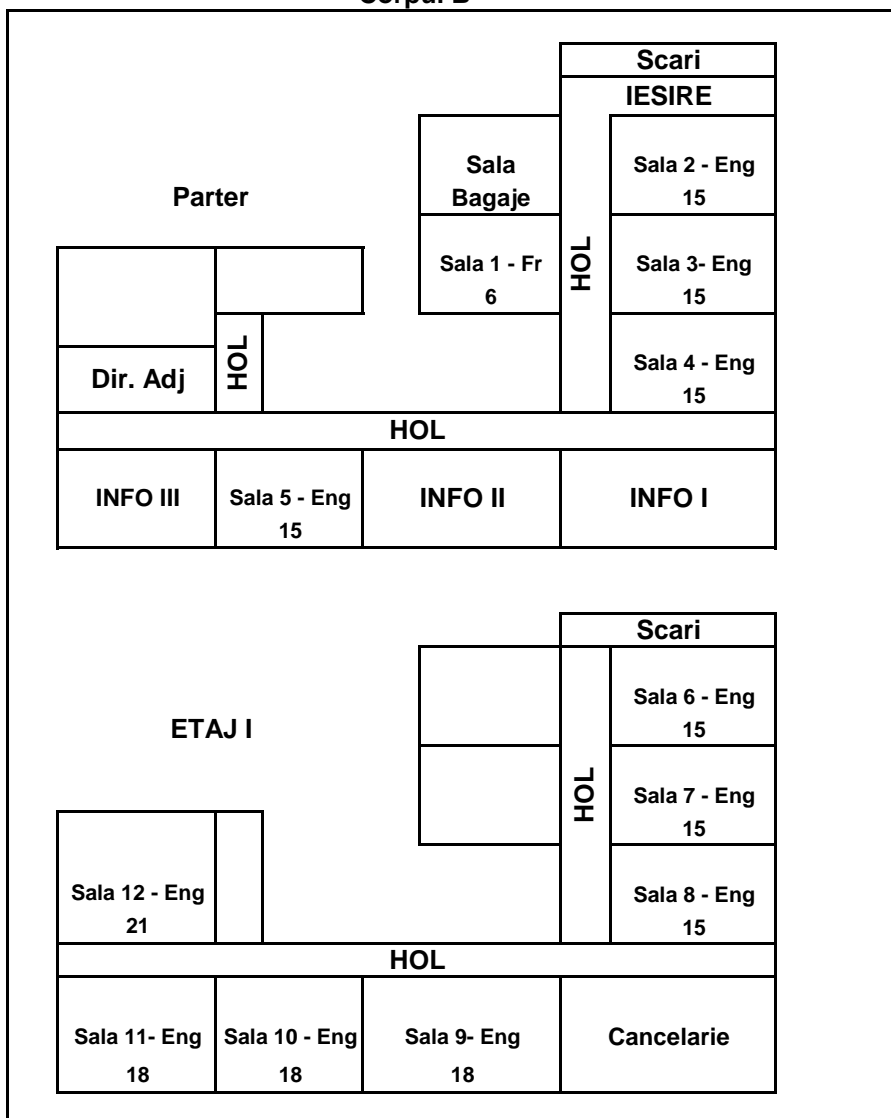 Corpul B
Scari
IESIRE
Sala
Bagaje
Sala 2 - Eng
15
Parter
Sala 1 - Fr
6
HOL
Sala 3- Eng
15
Dir. Adj
HOL
Sala 4 - Eng
15
HOL
INFO III
Sala 5 - Eng
15
INFO II
INFO I
Scari
Sala 6 - Eng
15
ETAJ I
HOL
Sala 7 - Eng
15
Sala 12 - Eng
21
Sala 8 - Eng
15
HOL
Sala 11- Eng
18
Sala 10 - Eng
18
Sala 9- Eng
18
Cancelarie